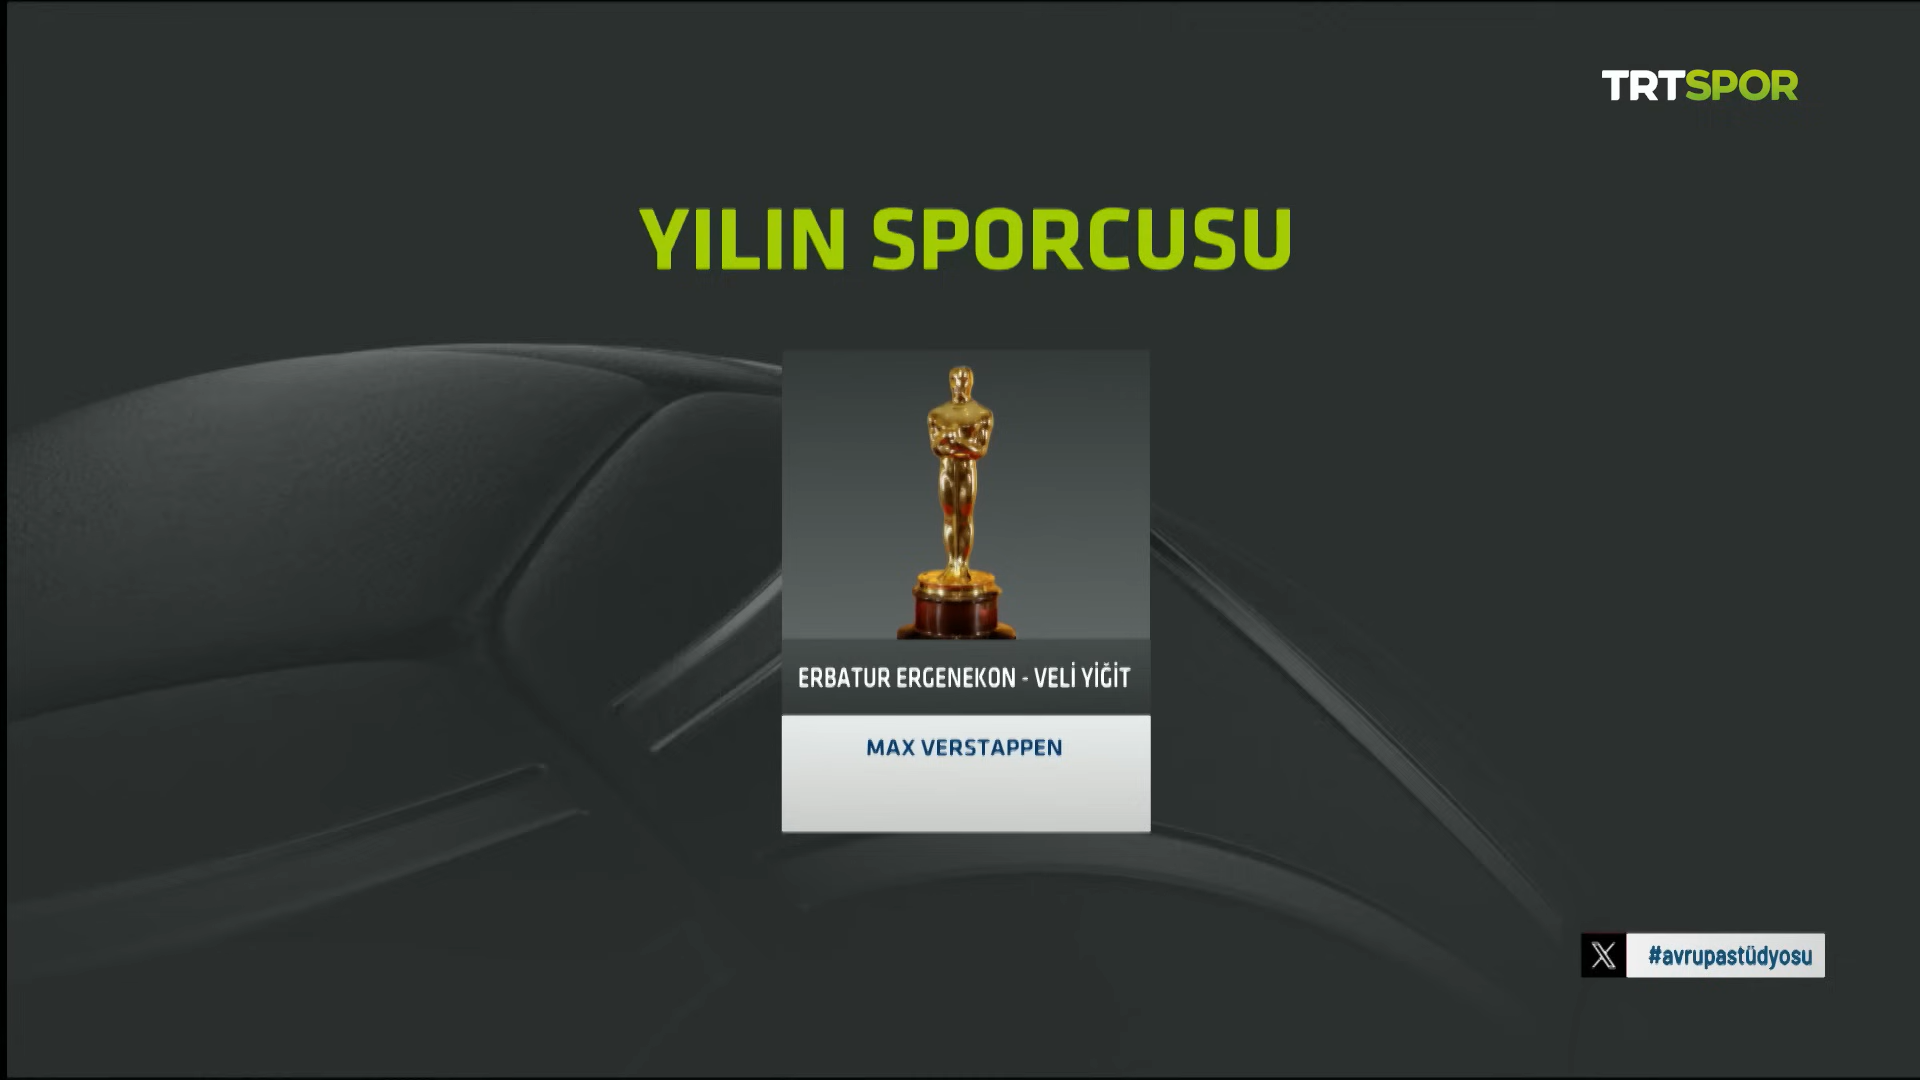 TRTSPOR
YILIN SPORCUSU
ERBATUR ERGENEKON - VELİ YİĞİT
MAX VERSTAPPEN
X #avrupastüdyosu